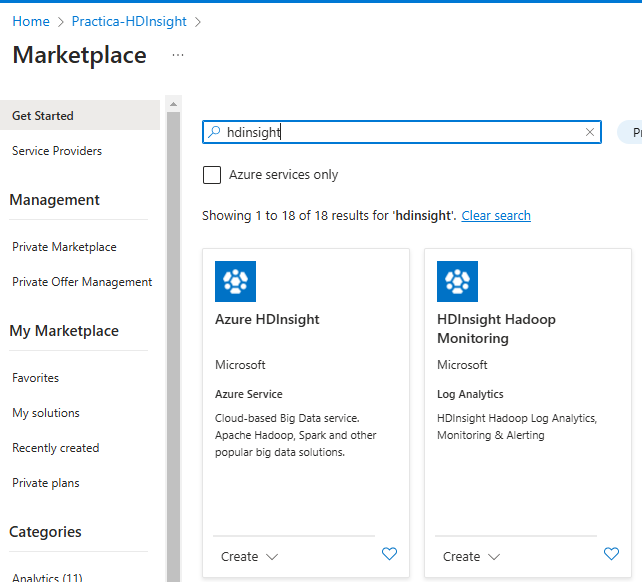 Home > Practica-HDInsight >
Marketplace ...
Get Started
Service Providers
Management
Private Marketplace
Private Offer Management
My Marketplace
Favorites
My solutions
Recently created
Private plans
Categories
Analytics (11)
hdinsight
Azure services only
Showing 1 to 18 of 18 results for 'hdinsight'. Clear search
Azure HDInsight
Microsoft
Azure Service
Cloud-based Big Data service.
Apache Hadoop, Spark and other
popular big data solutions.
Create
HDInsight Hadoop
Monitoring
Microsoft
Log Analytics
HDInsight Hadoop Log Analytics,
Monitoring & Alerting
Create